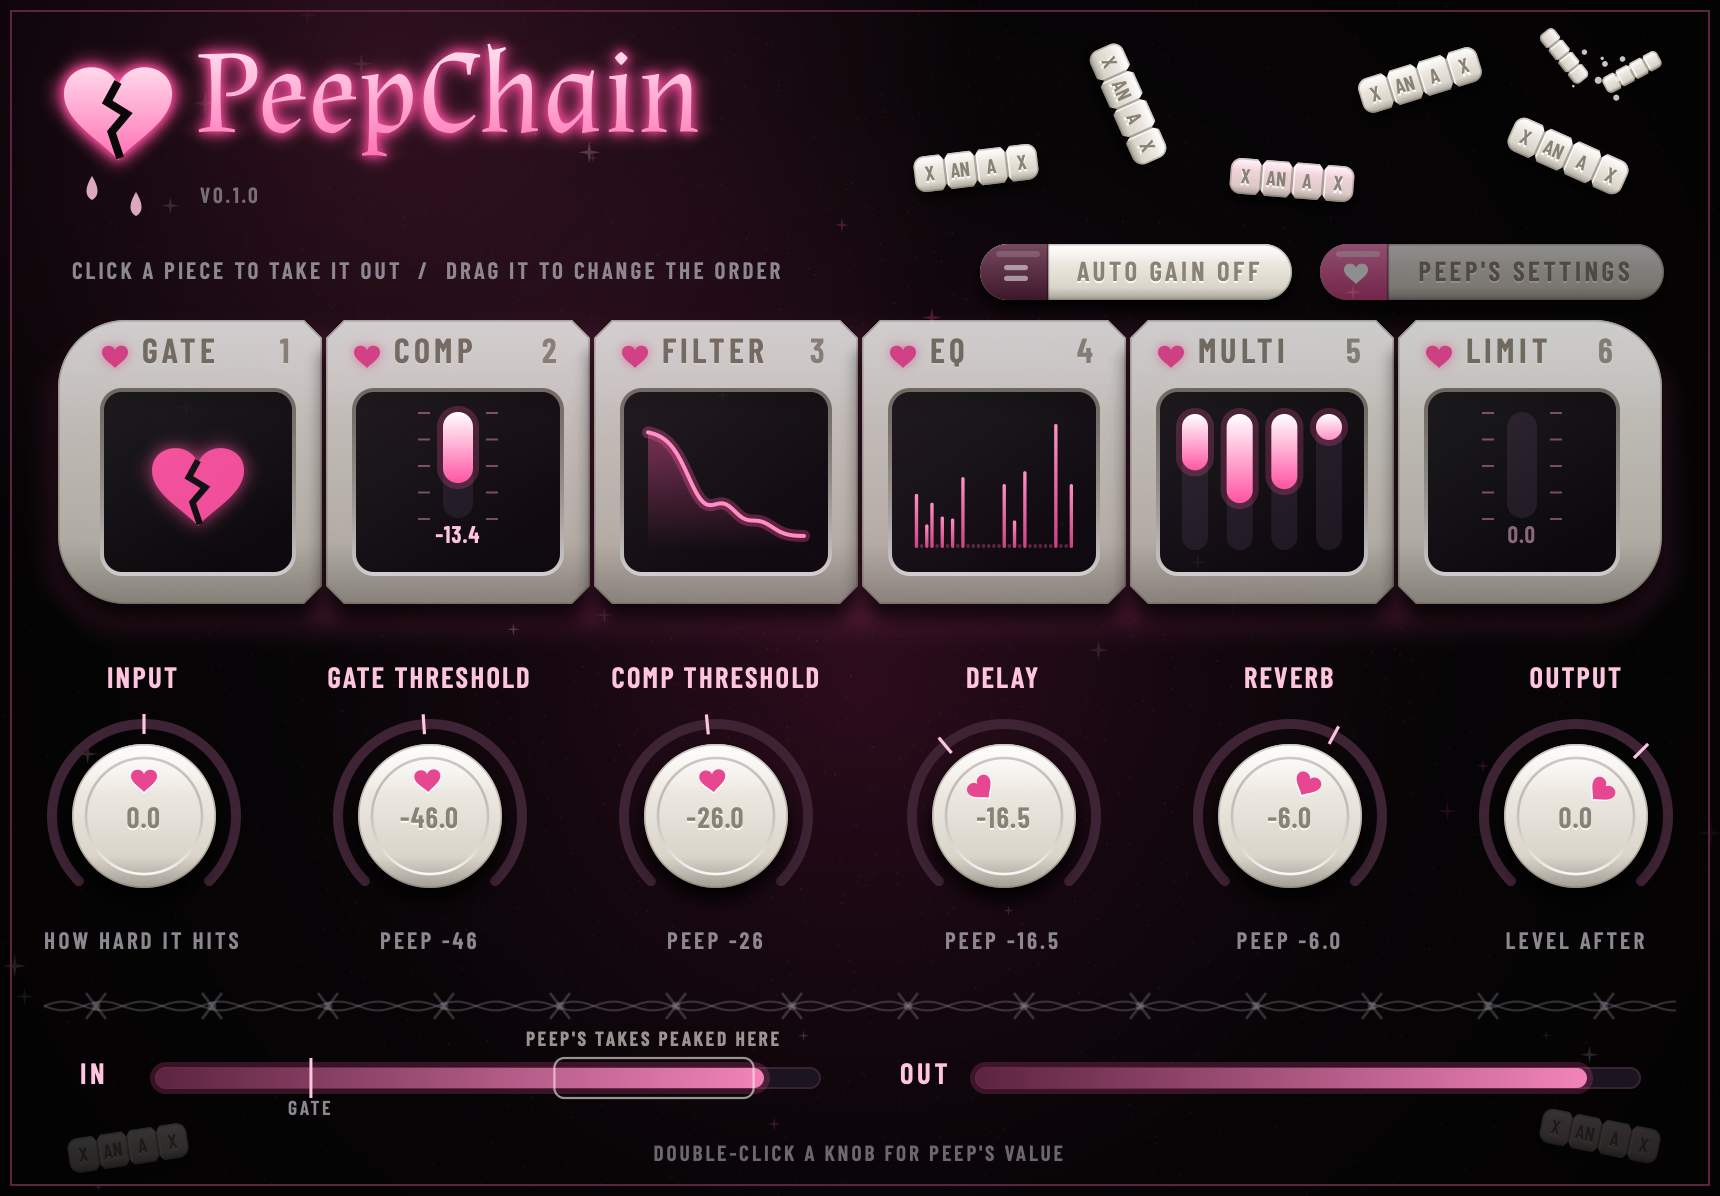 PeepChain
V0.1.0
X AN A X
X AN A X
X AN A X
X AN A X
X AN A X
CLICK A PIECE TO TAKE IT OUT / DRAG IT TO CHANGE THE ORDER
AUTO GAIN OFF
PEEP'S SETTINGS
GATE 1
COMP 2
FILTER 3
EQ 4
MULTI 5
LIMIT 6
-13.4
0.0
INPUT
GATE THRESHOLD
COMP THRESHOLD
DELAY
REVERB
OUTPUT
0.0
-46.0
-26.0
-16.5
-6.0
0.0
HOW HARD IT HITS
PEEP -46
PEEP -26
PEEP -16.5
PEEP -6.0
LEVEL AFTER
PEEP'S TAKES PEAKED HERE
IN
OUT
GATE
X AN A X
X AN A X
DOUBLE-CLICK A KNOB FOR PEEP'S VALUE